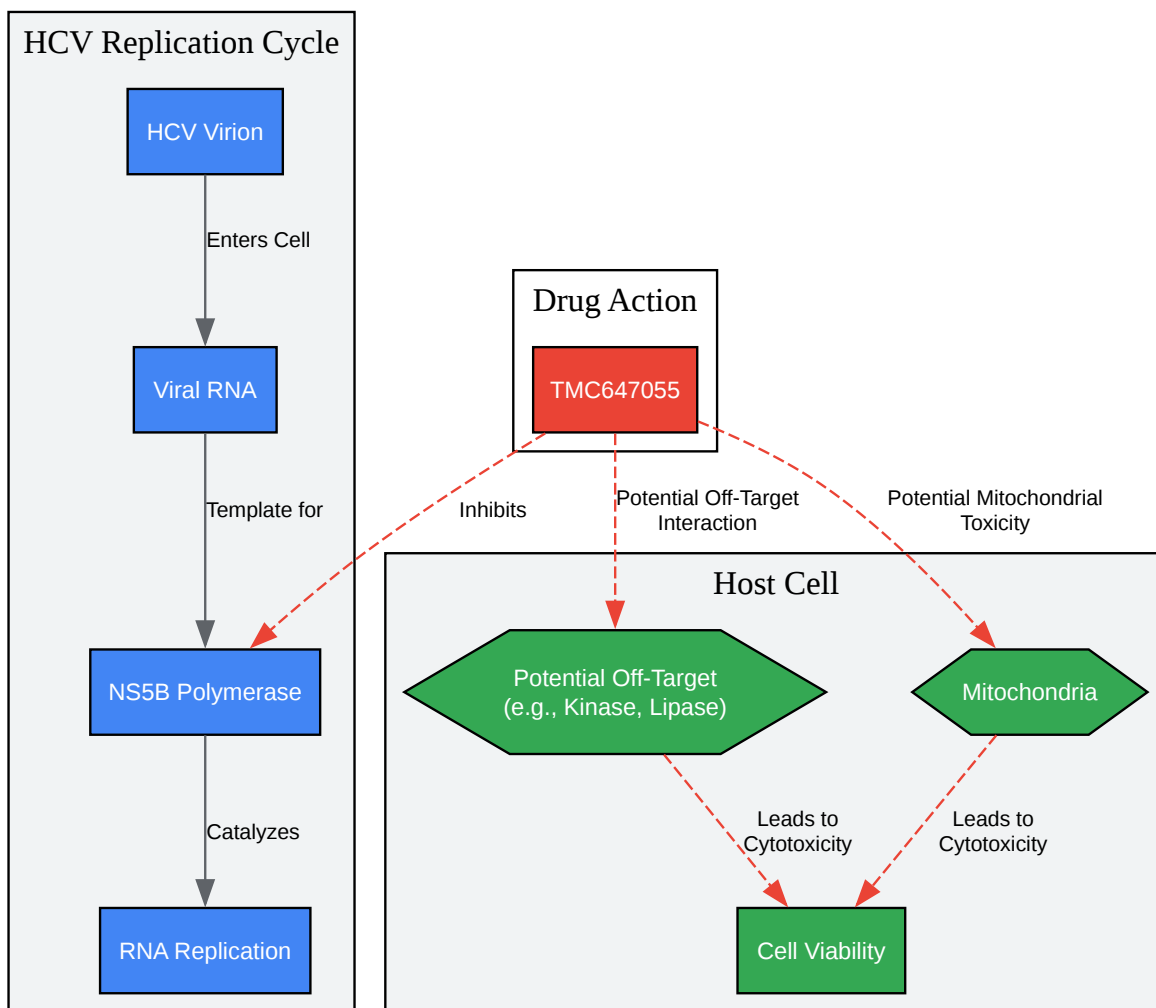 HCV Replication Cycle
HCV Virion
Enters Cell
Viral RNA
Template for
NS5B Polymerase
Catalyzes
RNA Replication
Drug Action
TMC647055
Inhibits
Potential Off-Target
Interaction
Potential Mitochondrial
Toxicity
Host Cell
Potential Off-Target
(e.g., Kinase, Lipase)
Mitochondria
Leads to
Cytotoxicity
Leads to
Cytotoxicity
Cell Viability